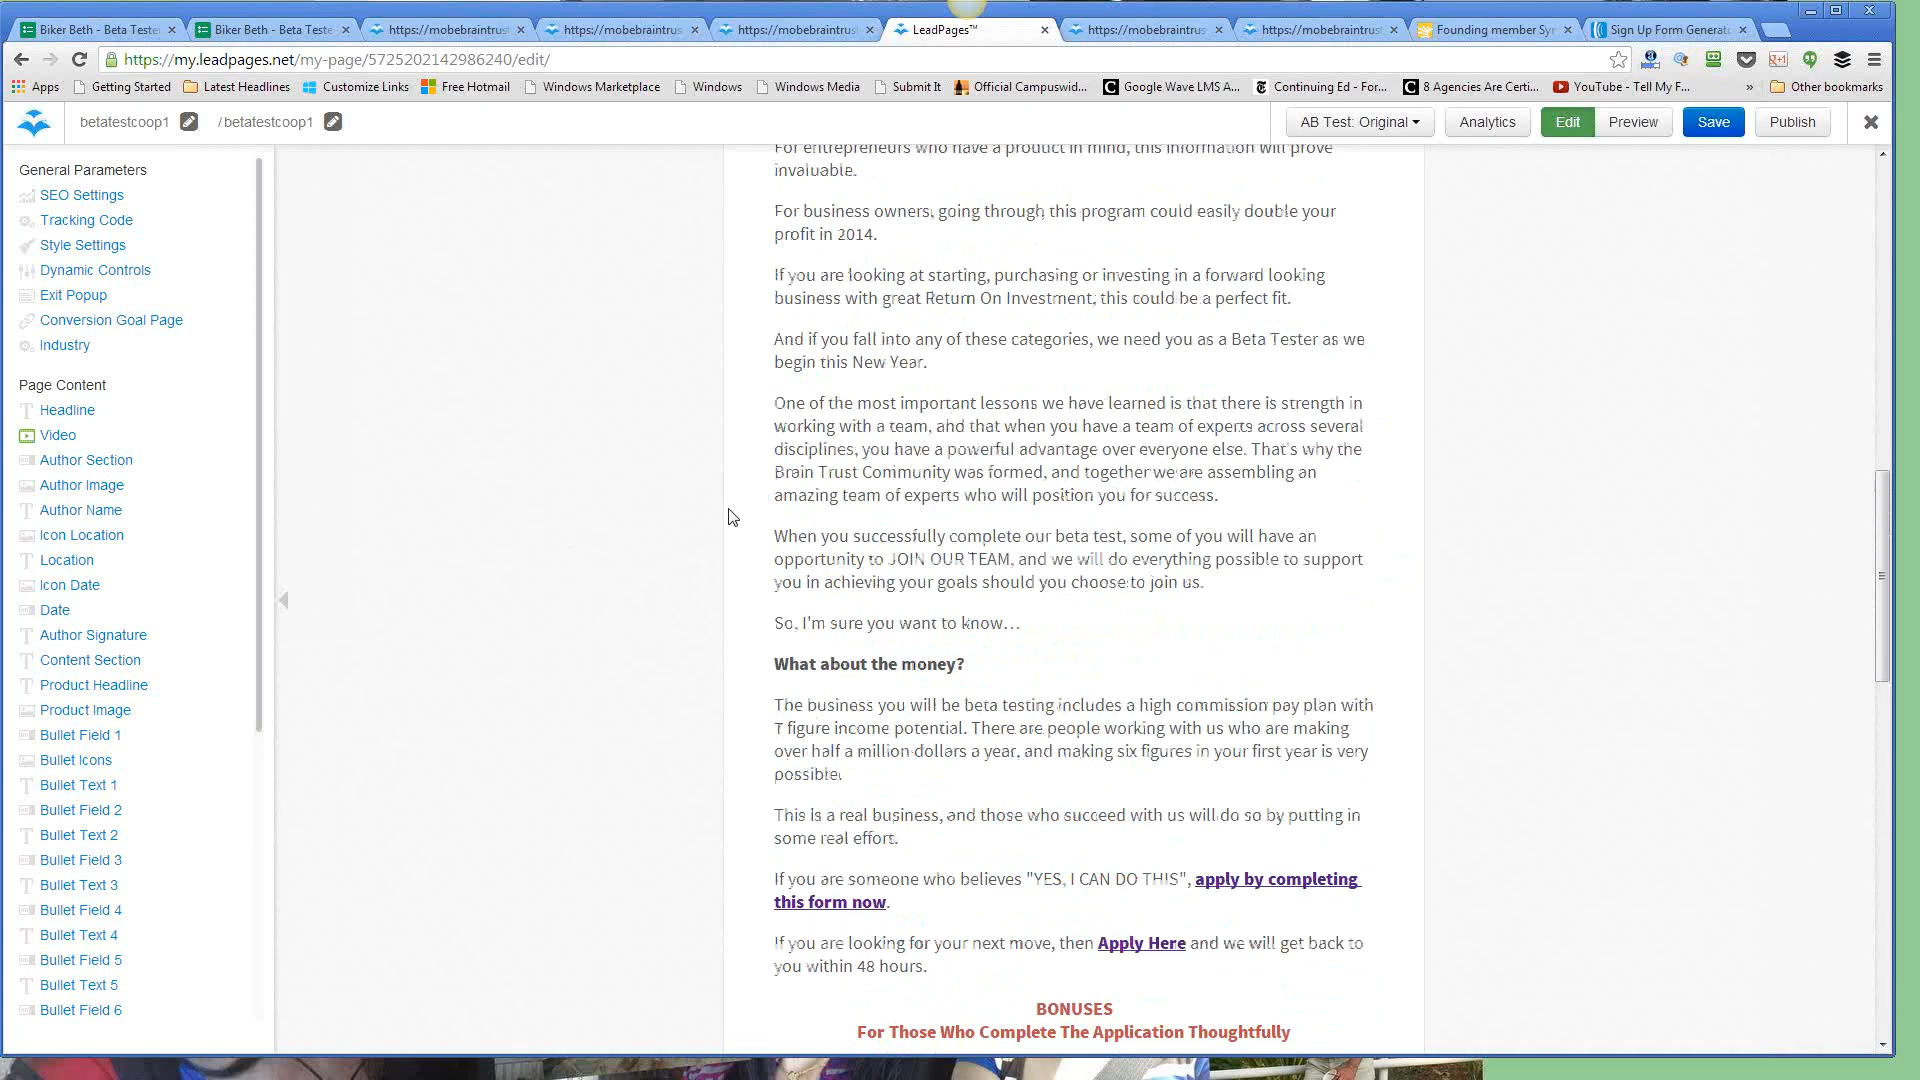 Biker Beth - Beta Teste
Biker Beth - Beta Teste
https://mobebraintrust
https://mobebraintrust
https://mobebraintrust
LeadPages™
https://mobebraintrust
https://mobebraintrust
Founding member Syn
Sign Up Form Generato
https://my.leadpages.net/my-page/5725202142986240/edit/
Apps
Getting Started
Latest Headlines
Customize Links
Free Hotmail
Windows Marketplace
Windows
Windows Media
Submit It
Official Campuswid...
Google Wave LMS A...
Continuing Ed - For...
8 Agencies Are Certi...
YouTube - Tell My F...
»
Other bookmarks
betatestcoop1
/betatestcoop1
AB Test: Original
Analytics
Edit
Preview
Save
Publish
General Parameters
SEO Settings
Tracking Code
Style Settings
Dynamic Controls
Exit Popup
Conversion Goal Page
Industry
Page Content
Headline
Video
Author Section
Author Image
Author Name
Icon Location
Location
Icon Date
Date
Author Signature
Content Section
Product Headline
Product Image
Bullet Field 1
Bullet Icons
Bullet Text 1
Bullet Field 2
Bullet Text 2
Bullet Field 3
Bullet Text 3
Bullet Field 4
Bullet Text 4
Bullet Field 5
Bullet Text 5
Bullet Field 6
For entrepreneurs who have a product in mind, this information will prove
invaluable.
For business owners, going through this program could easily double your
profit in 2014.
If you are looking at starting, purchasing or investing in a forward looking
business with great Return On Investment, this could be a perfect fit.
And if you fall into any of these categories, we need you as a Beta Tester as we
begin this New Year.
One of the most important lessons we have learned is that there is strength in
working with a team, and that when you have a team of experts across several
disciplines, you have a powerful advantage over everyone else. That's why the
Brain Trust Community was formed, and together we are assembling an
amazing team of experts who will position you for success.
When you successfully complete our beta test, some of you will have an
opportunity to JOIN OUR TEAM, and we will do everything possible to support
you in achieving your goals should you choose to join us.
So, I'm sure you want to know…
What about the money?
The business you will be beta testing includes a high commission pay plan with
7 figure income potential. There are people working with us who are making
over half a million dollars a year, and making six figures in your first year is very
possible.
This is a real business, and those who succeed with us will do so by putting in
some real effort.
If you are someone who believes "YES, I CAN DO THIS", apply by completing
this form now.
If you are looking for your next move, then Apply Here and we will get back to
you within 48 hours.
BONUSES
For Those Who Complete The Application Thoughtfully